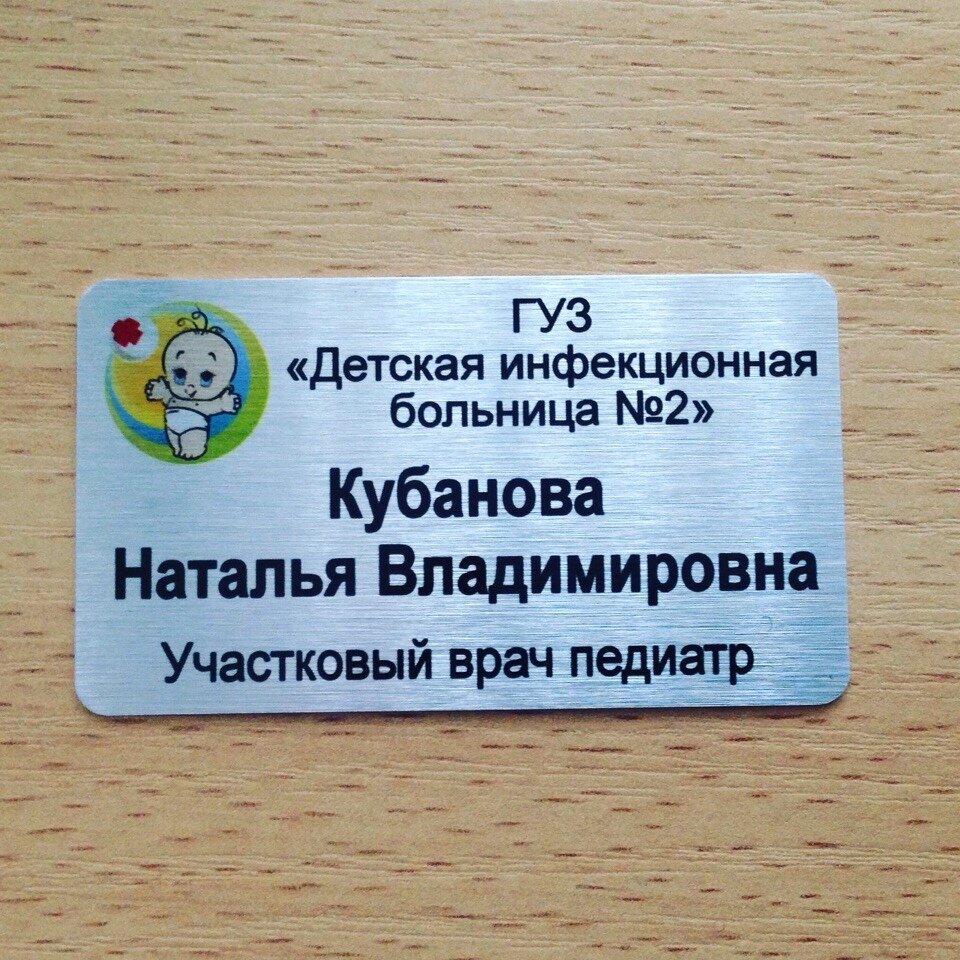 ГУЗ
«Детская инфекционная
больница №2»
Кубанова
Наталья Владимировна
Участковый врач педиатр